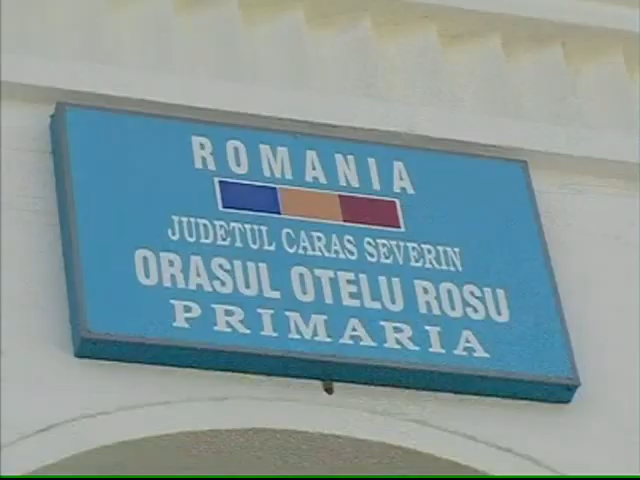 ROMANIA
JUDETUL CARAS SEVERIN
ORASUL OTELU ROSU
PRIMARIA